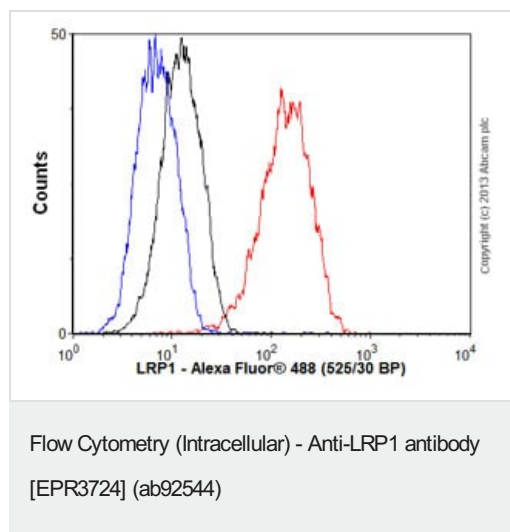 50
Counts
0
10^0 10^1 10^2 10^3 10^4
LRP1 - Alexa Fluor® 488 (525/30 BP)
Copyright (c) 2013 Abcam plc
Flow Cytometry (Intracellular) - Anti-LRP1 antibody
[EPR3724] (ab92544)